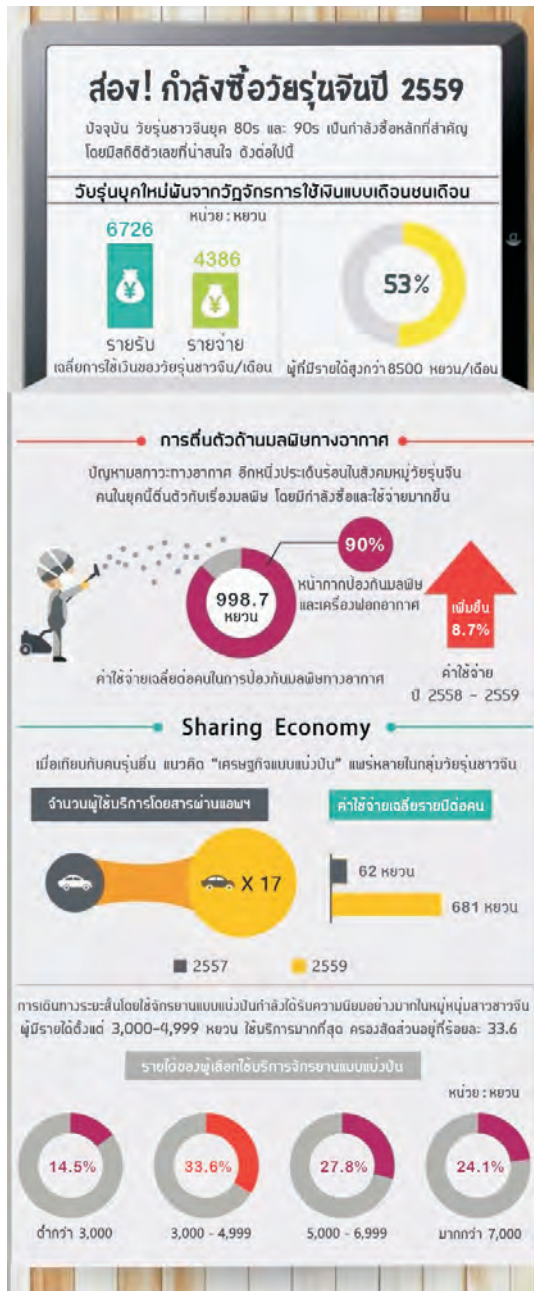 ส่อง! กำลังซื้อวัยรุ่นจีนปี 2559
ปัจจุบัน วัยรุ่นชาวจีนยุค 80s และ 90s เป็นกำลังซื้อหลักที่สำคัญ
โดยมีสถิติตัวเลขที่น่าสนใจ ดังต่อไปนี้
วัยรุ่นยุคใหม่ผันจากวัฏจักรการใช้เงินแบบเดือนชนเดือน
หน่วย : หยวน
6726
4386
¥
¥
53%
รายรับ
รายจ่าย
เฉลี่ยการใช้เงินของวัยรุ่นชาวจีน/เดือน
ผู้ที่มีรายได้สูงกว่า 8500 หยวน/เดือน
การตื่นตัวด้านมลพิษทางอากาศ
ปัญหามลภาวะทางอากาศ อีกหนึ่งประเด็นร้อนในสังคมหมู่วัยรุ่นจีน
คนในยุคนี้ตื่นตัวกับเรื่องมลพิษ โดยมีกำลังซื้อและใช้จ่ายมากขึ้น
90%
998.7
หยวน
หน้ากากป้องกันมลพิษ
และเครื่องฟอกอากาศ
เพิ่มขึ้น
8.7%
ค่าใช้จ่ายเฉลี่ยต่อคนในการป้องกันมลพิษทางอากาศ
ค่าใช้จ่าย
ปี 2558 - 2559
Sharing Economy
เมื่อเทียบกับคนรุ่นอื่น แนวคิด "เศรษฐกิจแบบแบ่งปัน" แพร่หลายในกลุ่มวัยรุ่นชาวจีน
จำนวนผู้ใช้บริการโดยสารผ่านแอพฯ
ค่าใช้จ่ายเฉลี่ยรายปีต่อคน
X 17
62 หยวน
681 หยวน
2557
2559
การเดินทางระยะสั้นโดยใช้จักรยานแบบแบ่งปันกำลังได้รับความนิยมอย่างมากในหมู่หนุ่มสาวชาวจีน
ผู้มีรายได้ตั้งแต่ 3,000-4,999 หยวน ใช้บริการมากที่สุด ครองสัดส่วนอยู่ที่ร้อยละ 33.6
รายได้ของผู้เลือกใช้บริการจักรยานแบบแบ่งปัน
หน่วย : หยวน
14.5%
33.6%
27.8%
24.1%
ต่ำกว่า 3,000
3,000 - 4,999
5,000 - 6,999
มากกว่า 7,000